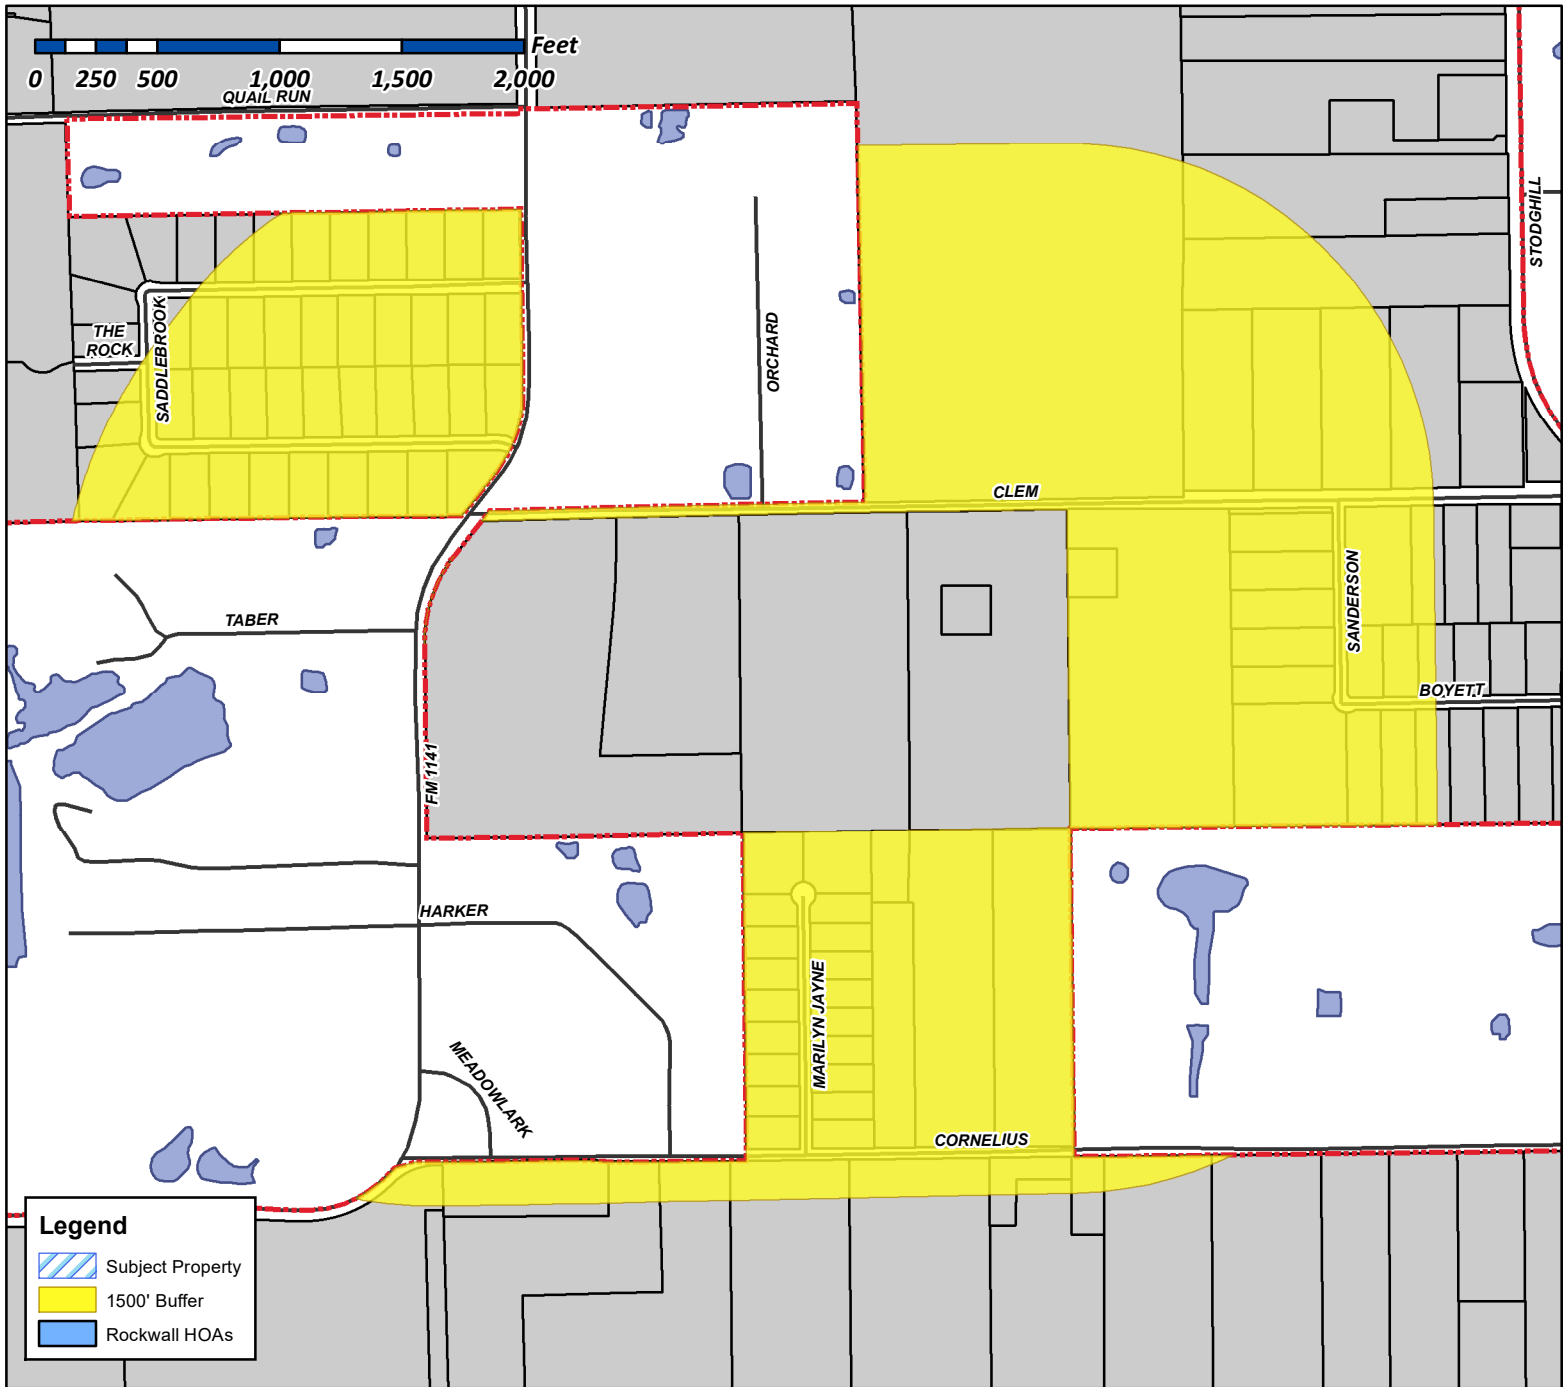 Feet
0 250 500 1,000 1,500 2,000
QUAIL RUN
STODGHILL
THE
ROCK
SADDLEBROOK
ORCHARD
CLEM
TABER
SANDERSON
BOYETT
FM 1141
HARKER
MARILYN JAYNE
MEADOWLARK
CORNELIUS
Legend
Subject Property
1500' Buffer
Rockwall HOAs